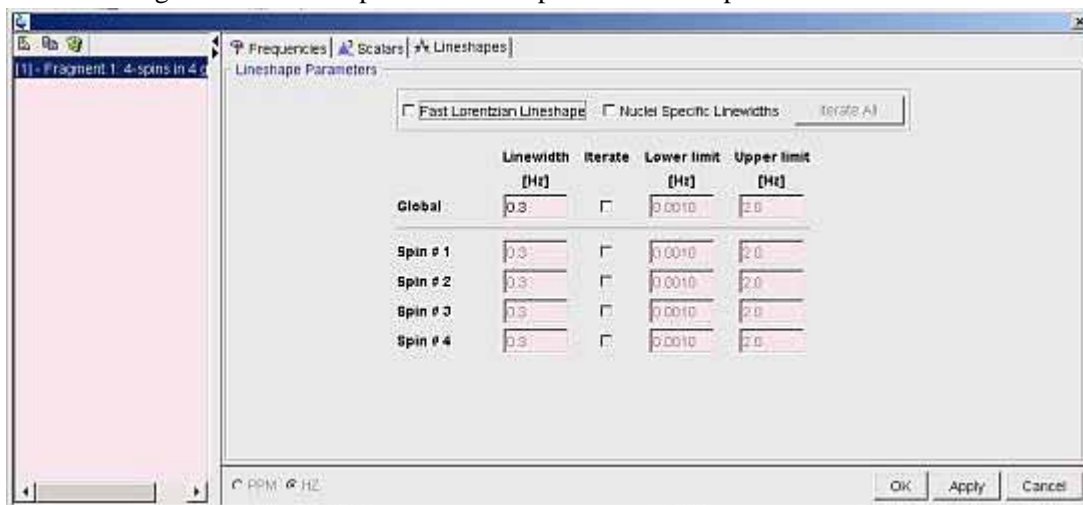 Frequencies Scalars Lineshapes
[1] - Fragment 1: 4-spins in 4
Lineshape Parameters
Fast Lorentzian Lineshape Nuclei Specific Linewidths Iterate All
Linewidth Iterate Lower limit Upper limit
[Hz] [Hz] [Hz]
Global 0.3 0.0010 2.0
Spin # 1 0.3 0.0010 2.0
Spin # 2 0.3 0.0010 2.0
Spin # 3 0.3 0.0010 2.0
Spin # 4 0.3 0.0010 2.0
PPM HZ OK Apply Cancel